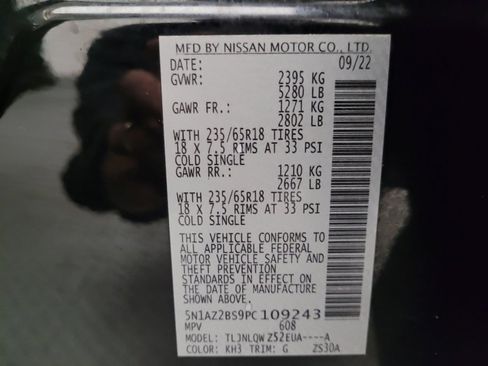 MFD BY NISSAN MOTOR CO., LTD.
DATE: 09/22
GVWR: 2395 KG
5280 LB
GAWR FR.: 1271 KG
2802 LB
WITH 235/65R18 TIRES
18 X 7.5 RIMS AT 33 PSI
COLD SINGLE
GAWR RR.: 1210 KG
2667 LB
WITH 235/65R18 TIRES
18 X 7.5 RIMS AT 33 PSI
COLD SINGLE
THIS VEHICLE CONFORMS TO
ALL APPLICABLE FEDERAL
MOTOR VEHICLE SAFETY AND
THEFT PREVENTION
STANDARDS IN EFFECT ON
THE DATE OF MANUFACTURE
SHOWN ABOVE.
5N1AZ2BS9PC109243
MPV 608
MODEL: TLJNLQWZ52EUA----A
COLOR: KH3 TRIM: G ZS30A